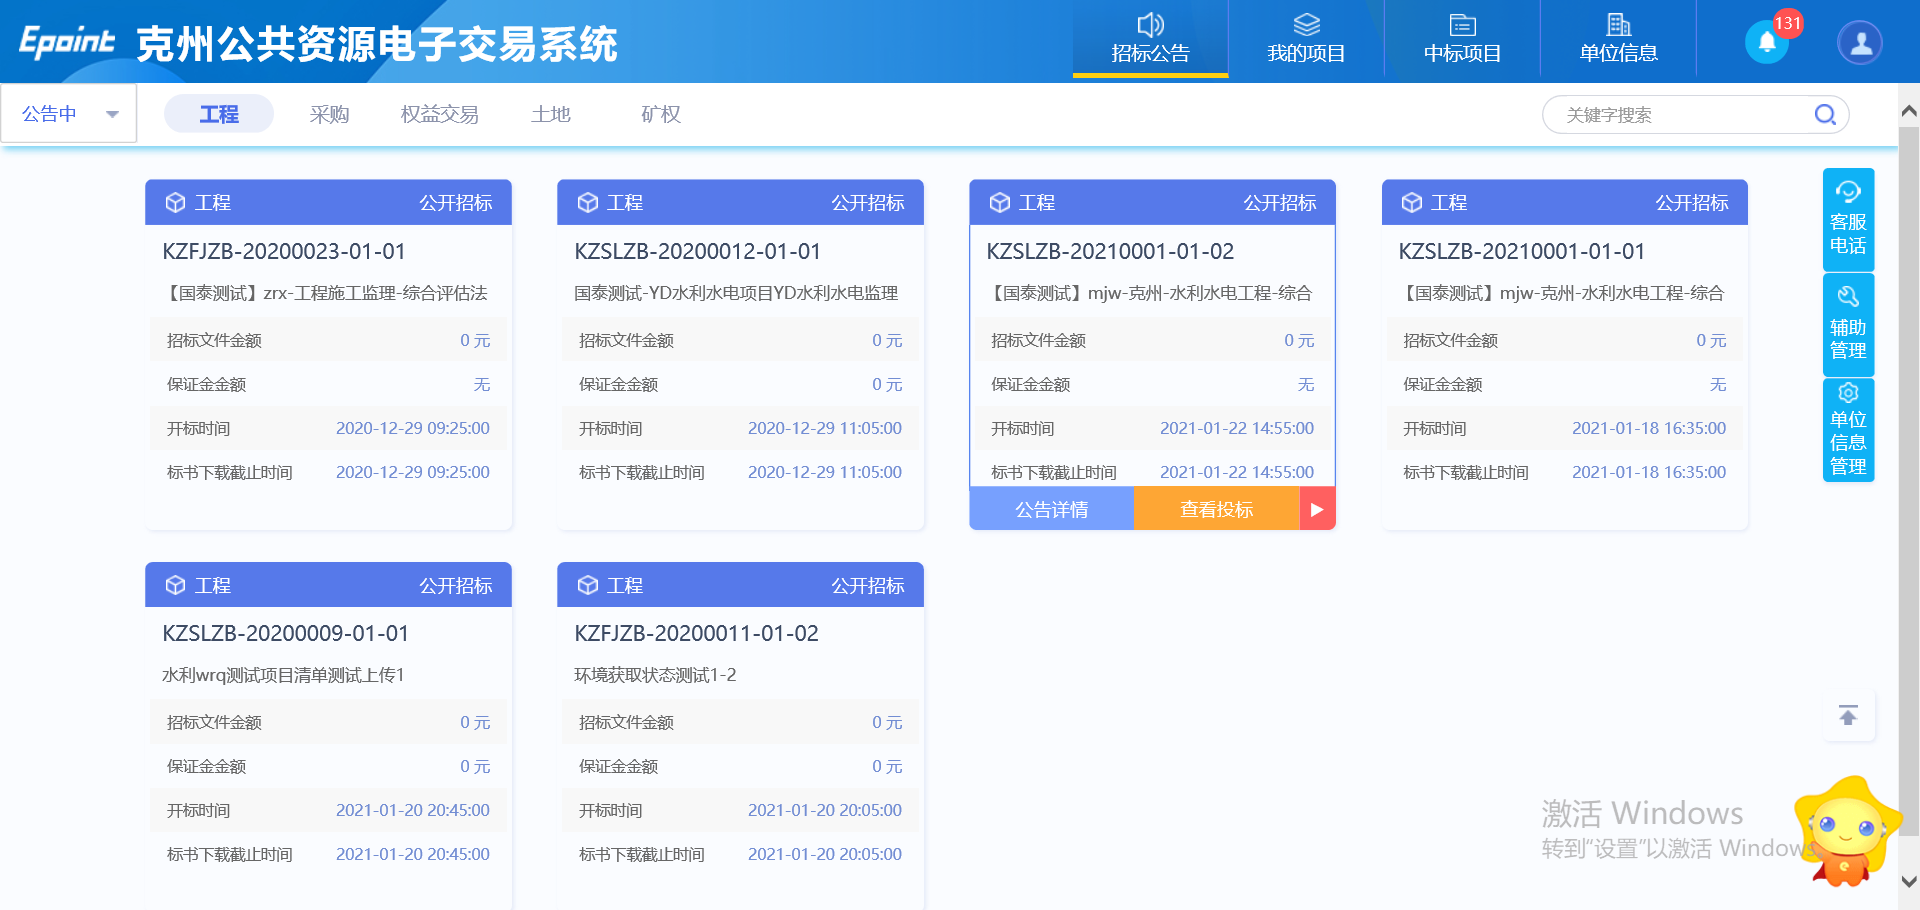 Epoint 克州公共资源电子交易系统
招标公告
我的项目
中标项目
单位信息
131
公告中
工程
采购
权益交易
土地
矿权
关键字搜索
工程 公开招标
KZFJZB-20200023-01-01
【国泰测试】zrx-工程施工监理-综合评估法
招标文件金额 0 元
保证金金额 无
开标时间 2020-12-29 09:25:00
标书下载截止时间 2020-12-29 09:25:00
工程 公开招标
KZSLZB-20200012-01-01
国泰测试-YD水利水电项目YD水利水电监理
招标文件金额 0 元
保证金金额 0 元
开标时间 2020-12-29 11:05:00
标书下载截止时间 2020-12-29 11:05:00
工程 公开招标
KZSLZB-20210001-01-02
【国泰测试】mjw-克州-水利水电工程-综合
招标文件金额 0 元
保证金金额 无
开标时间 2021-01-22 14:55:00
标书下载截止时间 2021-01-22 14:55:00
公告详情 查看投标
工程 公开招标
KZSLZB-20210001-01-01
【国泰测试】mjw-克州-水利水电工程-综合
招标文件金额 0 元
保证金金额 无
开标时间 2021-01-18 16:35:00
标书下载截止时间 2021-01-18 16:35:00
工程 公开招标
KZSLZB-20200009-01-01
水利wrq测试项目清单测试上传1
招标文件金额 0 元
保证金金额 0 元
开标时间 2021-01-20 20:45:00
标书下载截止时间 2021-01-20 20:45:00
工程 公开招标
KZFJZB-20200011-01-02
环境获取状态测试1-2
招标文件金额 0 元
保证金金额 0 元
开标时间 2021-01-20 20:05:00
标书下载截止时间 2021-01-20 20:05:00
客服
电话
辅助
管理
单位
信息
管理
激活 Windows
转到“设置”以激活 Windows